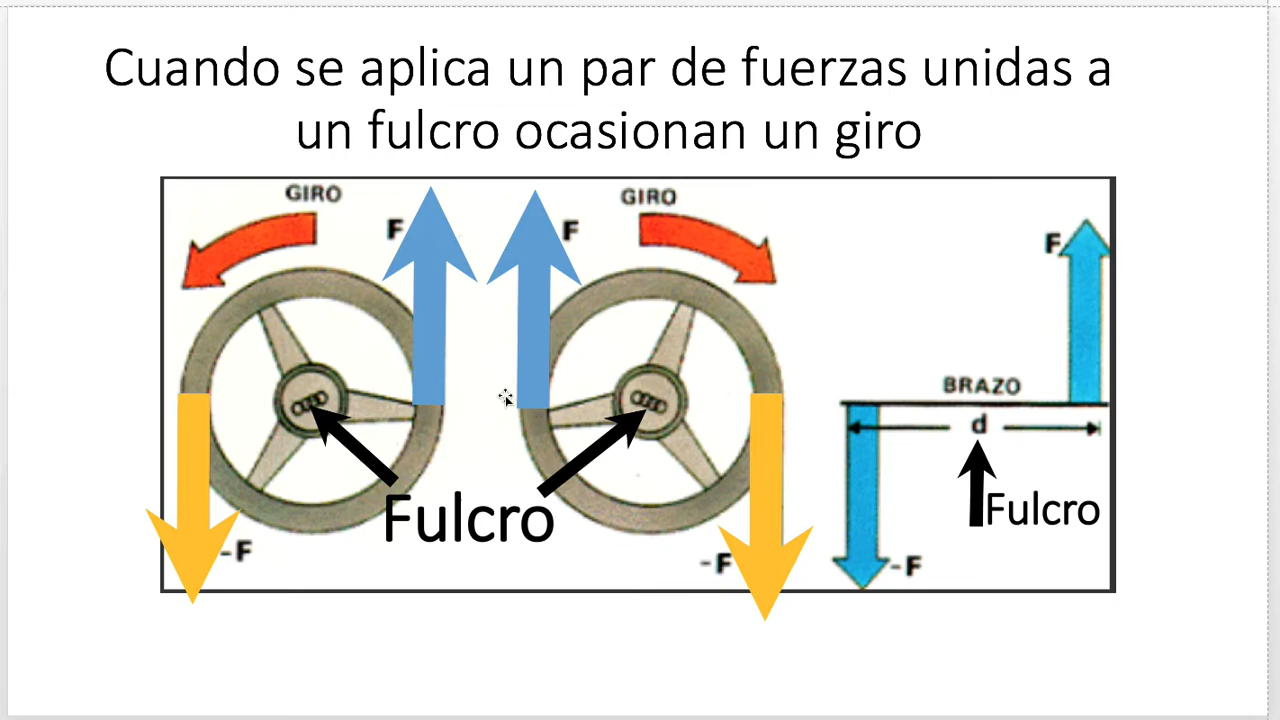 Cuando se aplica un par de fuerzas unidas a
un fulcro ocasionan un giro
GIRO
F
-F
F
GIRO
-F
Fulcro
F
BRAZO
d
Fulcro
-F